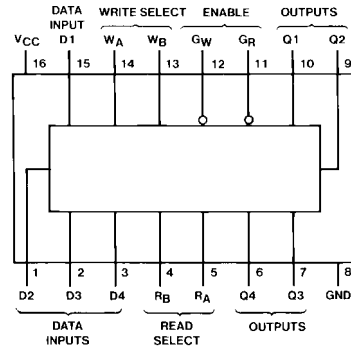 DATA INPUT WRITE SELECT ENABLE OUTPUTS
VCC D1 WA WB GW GR Q1 Q2
16 15 14 13 12 11 10 9
1 2 3 4 5 6 7 8
D2 D3 D4 RB RA Q4 Q3 GND
DATA INPUTS READ SELECT OUTPUTS